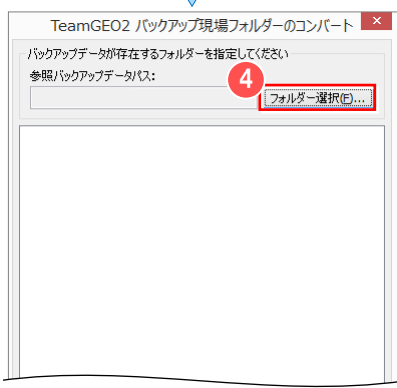 TeamGEO2 バックアップ現場フォルダーのコンバート
バックアップデータが存在するフォルダーを指定してください
参照バックアップデータパス:
4
フォルダー選択(F)...